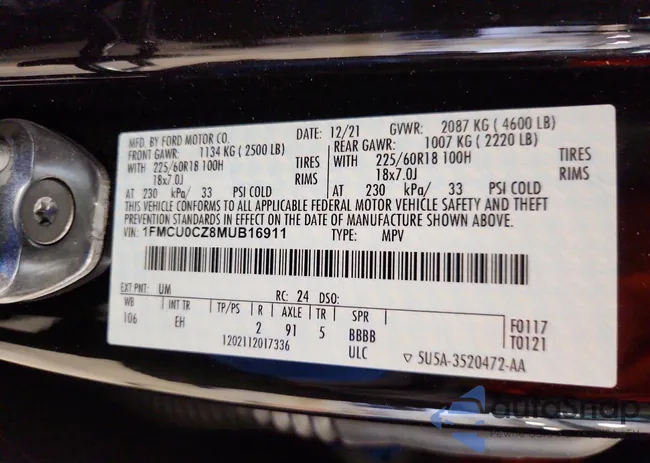 MFD. BY FORD MOTOR CO.
DATE: 12/21
GVWR: 2087 KG ( 4600 LB)
FRONT GAWR: 1134 KG ( 2500 LB)
REAR GAWR: 1007 KG ( 2220 LB)
WITH 225/60R18 100H TIRES
WITH 225/60R18 100H TIRES
18x7.0J RIMS
18x7.0J RIMS
AT 230 kPa/ 33 PSI COLD
AT 230 kPa/ 33 PSI COLD
THIS VEHICLE CONFORMS TO ALL APPLICABLE FEDERAL MOTOR VEHICLE SAFETY AND THEFT
PREVENTION STANDARDS IN EFFECT ON THE DATE OF MANUFACTURE SHOWN ABOVE.
VIN: 1FMCU0CZ8MUB16911 TYPE: MPV
EXT PNT: UM RC: 24 DSO:
WB INT TR TP/PS R AXLE TR SPR
106 EH 2 91 5 BBBB
1202112017336 ULC
F0117
T0121
▽ 5U5A-3520472-AA
autoSnap